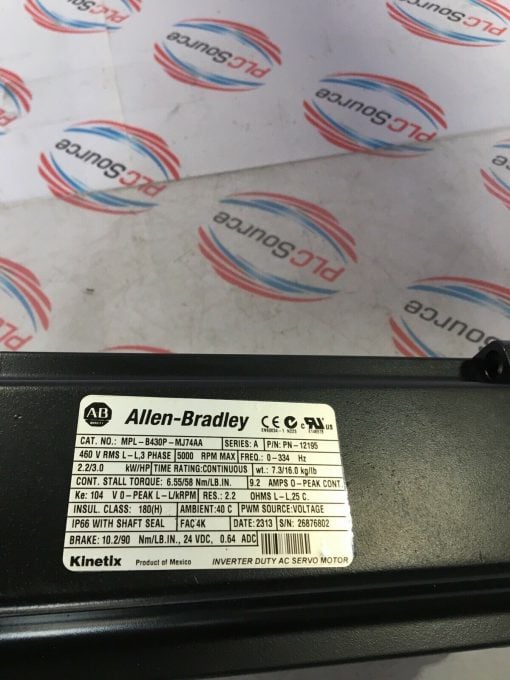 PLCSource
PLCSource
PLCSource
PLCSource
PLCSource
PLCSource
AB
Allen-Bradley
CE
c UL us
CAT. NO.: MPL-B430P-MJ74AA SERIES: A P/N: PN-12195
460 V RMS L-L,3 PHASE 5000 RPM MAX FREQ.: 0-334 Hz
2.2/3.0 kW/HP TIME RATING:CONTINUOUS wt.: 7.3/16.0 kg/lb
CONT. STALL TORQUE: 6.55/58 Nm/LB.IN. 9.2 AMPS 0-PEAK CONT.
Ke: 104 V 0-PEAK L-L/kRPM RES.: 2.2 OHMS L-L,25 C.
INSUL. CLASS: 180(H) AMBIENT:40 C PWM SOURCE:VOLTAGE
IP66 WITH SHAFT SEAL FAC 4K DATE: 2313 S/N: 26876802
BRAKE: 10.2/90 Nm/LB.IN., 24 VDC, 0.64 ADC
Kinetix Product of Mexico INVERTER DUTY AC SERVO MOTOR